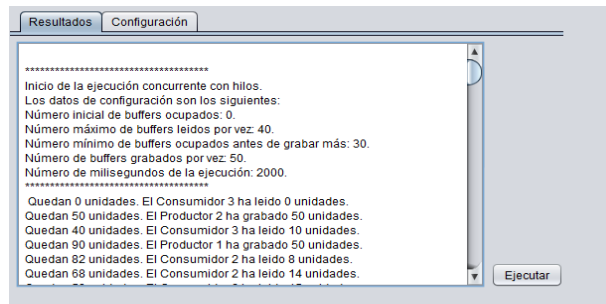 Resultados Configuración
*************************************
Inicio de la ejecución concurrente con hilos.
Los datos de configuración son los siguientes:
Número inicial de buffers ocupados: 0.
Número máximo de buffers leidos por vez: 40.
Número mínimo de buffers ocupados antes de grabar más: 30.
Número de buffers grabados por vez: 50.
Número de milisegundos de la ejecución: 2000.
*************************************
Quedan 0 unidades. El Consumidor 3 ha leido 0 unidades.
Quedan 50 unidades. El Productor 2 ha grabado 50 unidades.
Quedan 40 unidades. El Consumidor 3 ha leido 10 unidades.
Quedan 90 unidades. El Productor 1 ha grabado 50 unidades.
Quedan 82 unidades. El Consumidor 2 ha leido 8 unidades.
Quedan 68 unidades. El Consumidor 2 ha leido 14 unidades.
Ejecutar